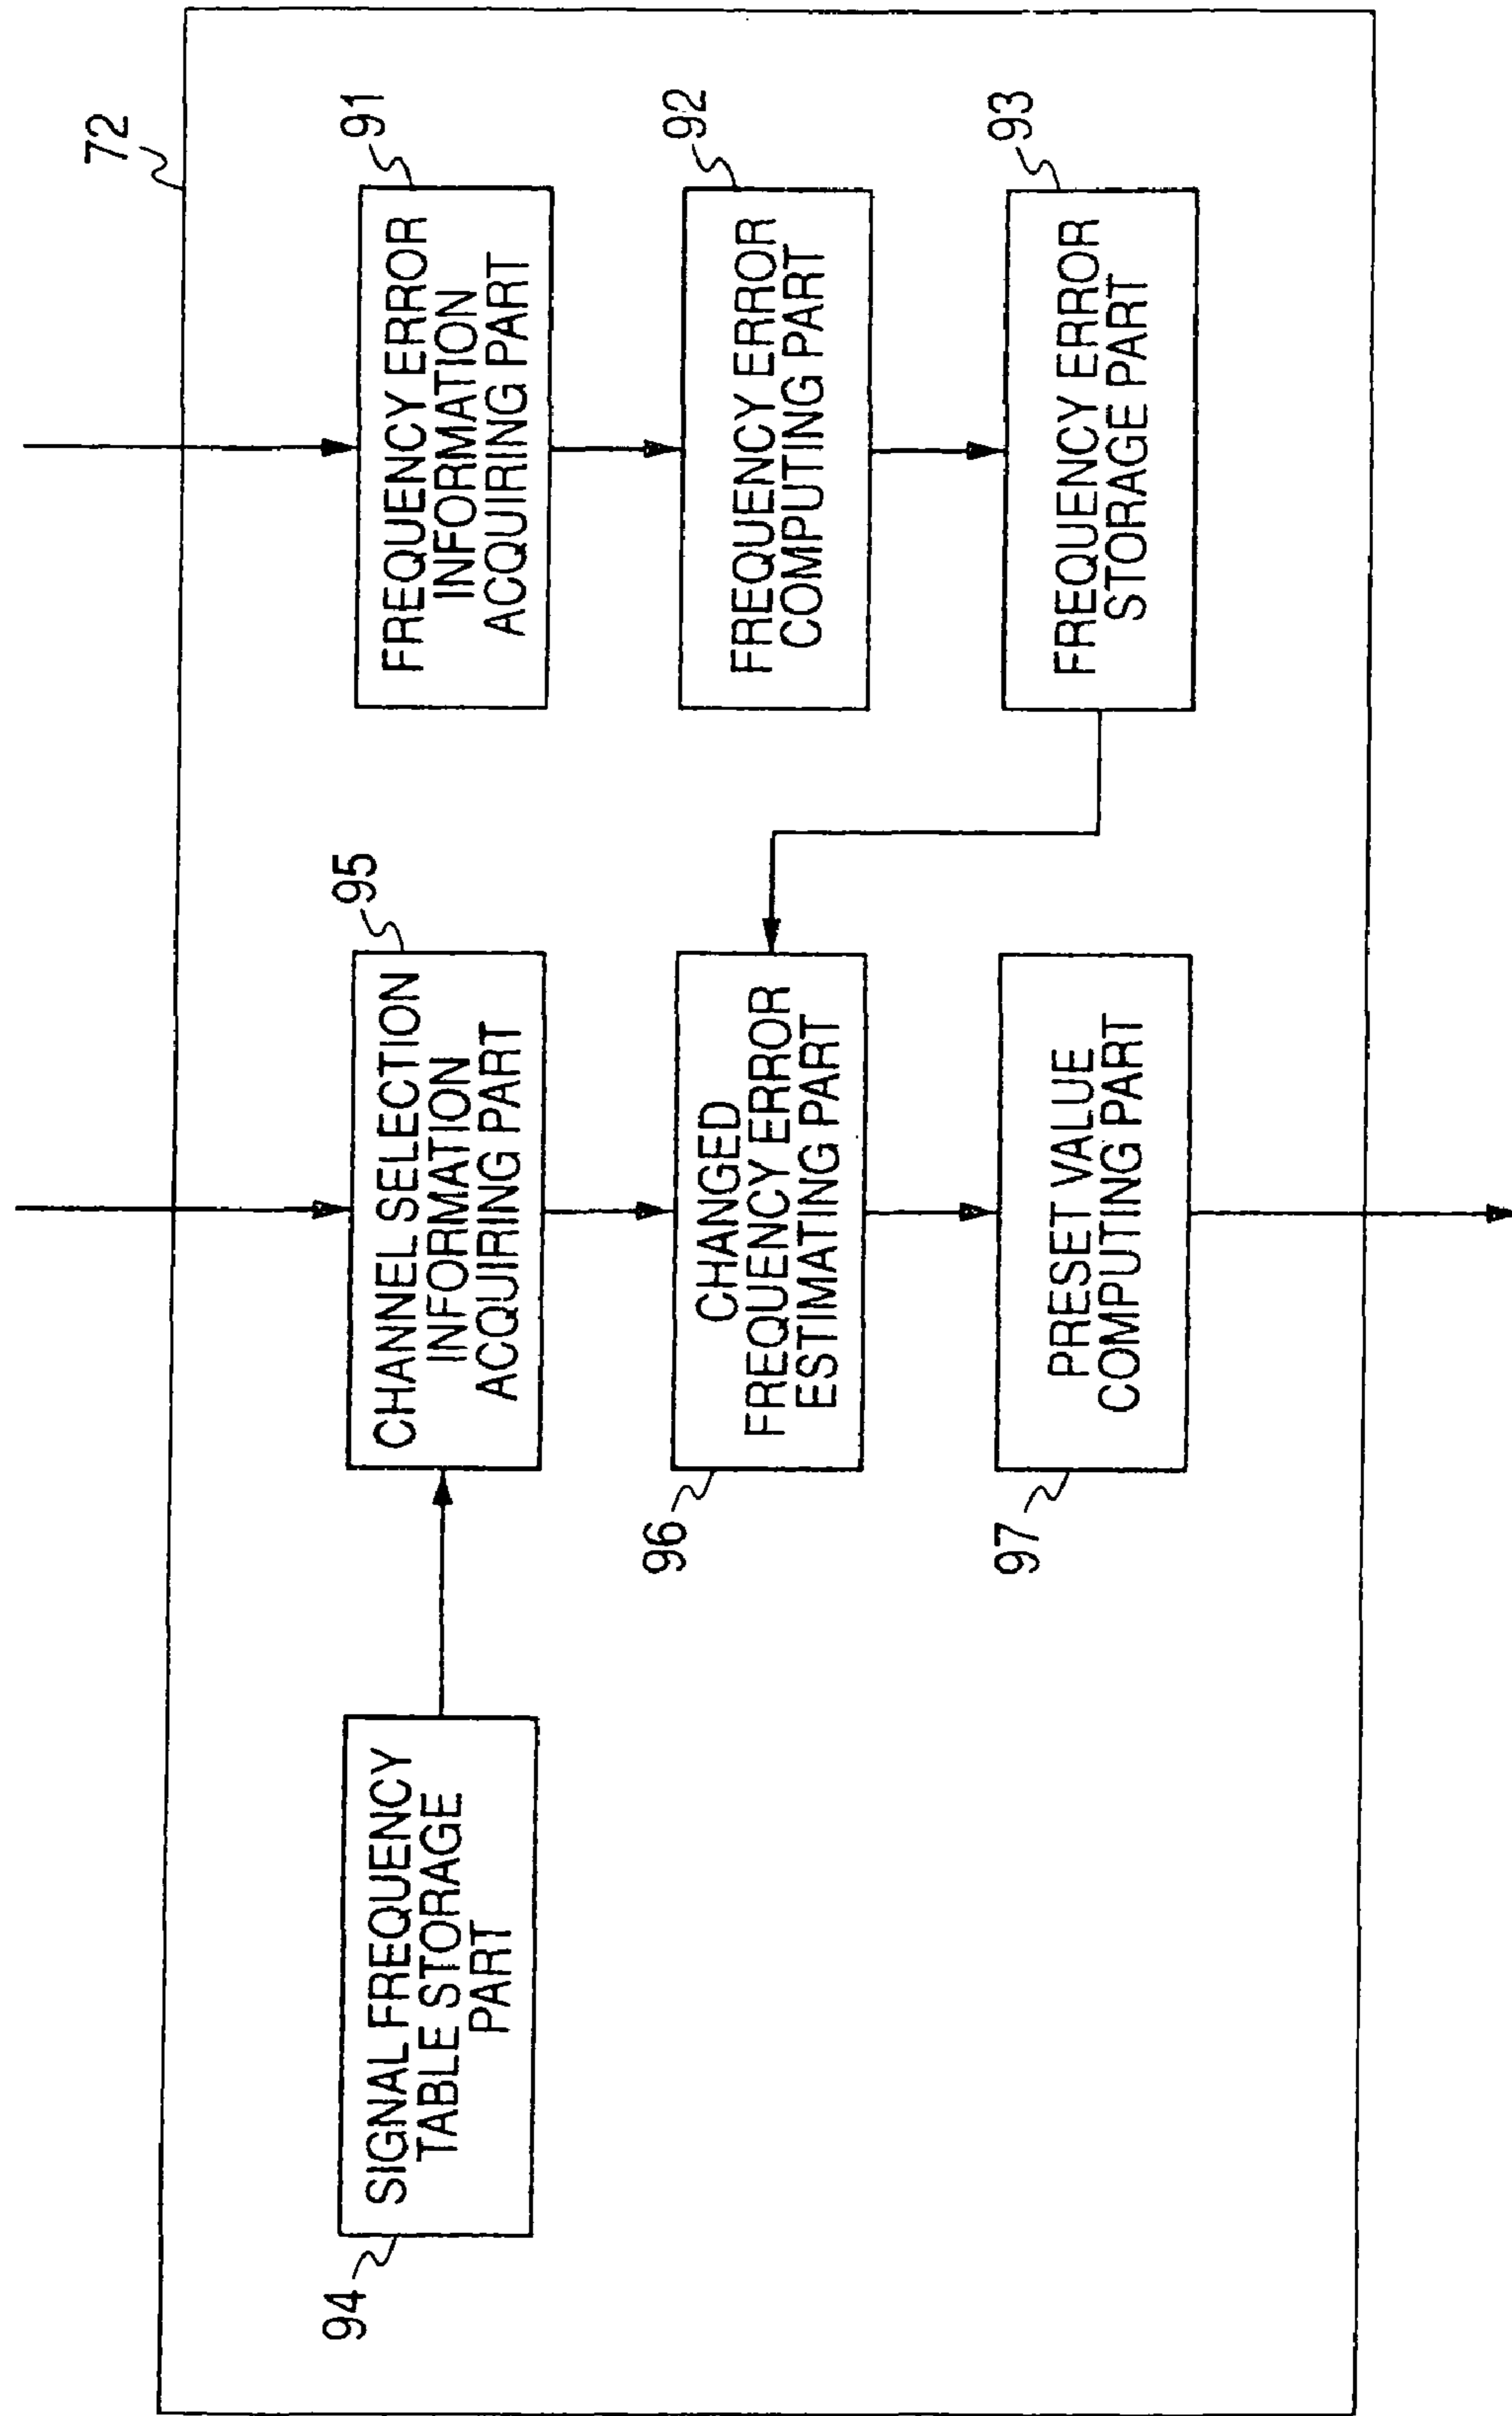 72
94
SIGNAL FREQUENCY
TABLE STORAGE
PART
95
CHANNEL SELECTION
INFORMATION
ACQUIRING PART
91
FREQUENCY ERROR
INFORMATION
ACQUIRING PART
96
CHANGED
FREQUENCY ERROR
ESTIMATING PART
92
FREQUENCY ERROR
COMPUTING PART
97
PRESET VALUE
COMPUTING PART
93
FREQUENCY ERROR
STORAGE PART